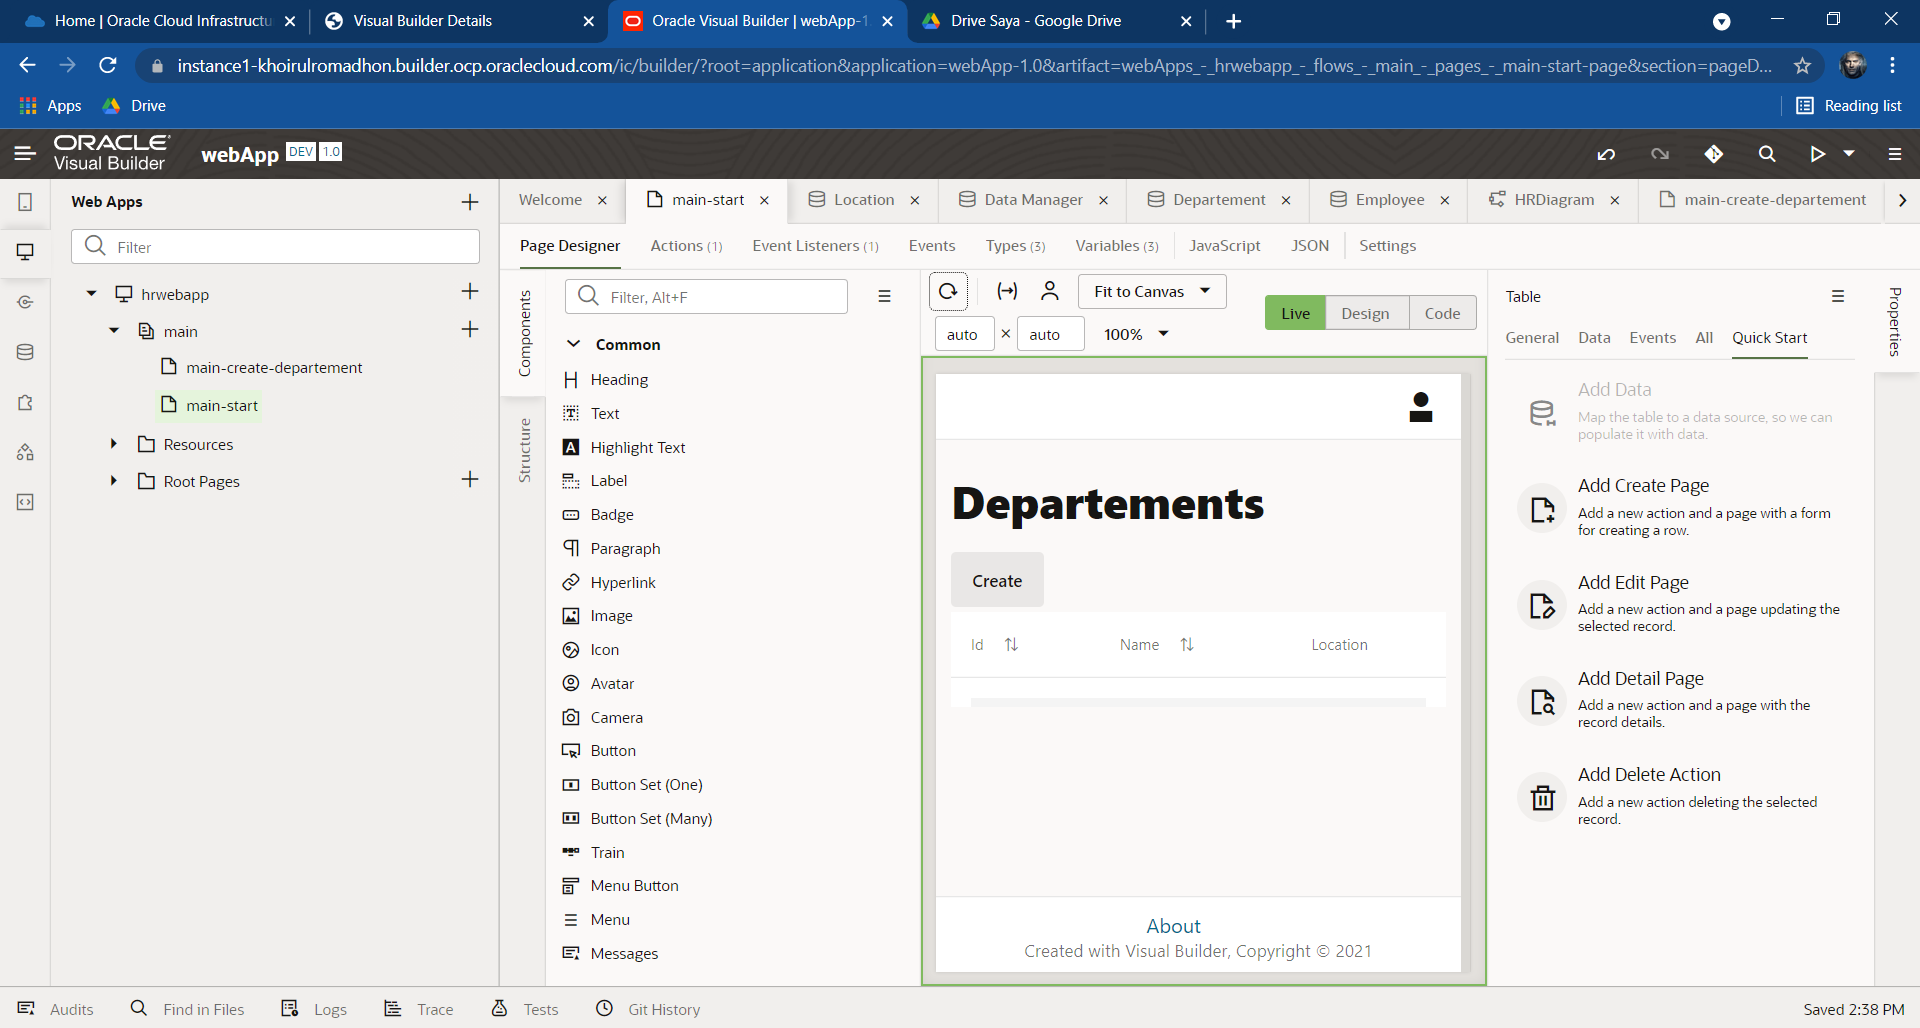 Home | Oracle Cloud Infrastructu
Visual Builder Details
Oracle Visual Builder | webApp-1.
Drive Saya - Google Drive
instance1-khoirulromadhon.builder.ocp.oraclecloud.com/ic/builder/?root=application&application=webApp-1.0&artifact=webApps_-_hrwebapp_-_flows_-_main_-_pages_-_main-start-page&section=pageD...
Apps
Drive
Reading list
ORACLE
Visual Builder
webApp
DEV
1.0
Web Apps
Filter
hrwebapp
main
main-create-departement
main-start
Resources
Root Pages
Welcome
main-start
Location
Data Manager
Departement
Employee
HRDiagram
main-create-departement
Page Designer
Actions (1)
Event Listeners (1)
Events
Types (3)
Variables (3)
JavaScript
JSON
Settings
Components
Structure
Filter, Alt+F
Common
Heading
Text
Highlight Text
Label
Badge
Paragraph
Hyperlink
Image
Icon
Avatar
Camera
Button
Button Set (One)
Button Set (Many)
Train
Menu Button
Menu
Messages
Fit to Canvas
auto × auto
100%
Live
Design
Code
Departements
Create
Id
Name
Location
About
Created with Visual Builder, Copyright © 2021
Table
General
Data
Events
All
Quick Start
Properties
Add Data
Map the table to a data source, so we can
populate it with data.
Add Create Page
Add a new action and a page with a form
for creating a row.
Add Edit Page
Add a new action and a page updating the
selected record.
Add Detail Page
Add a new action and a page with the
record details.
Add Delete Action
Add a new action deleting the selected
record.
Audits
Find in Files
Logs
Trace
Tests
Git History
Saved 2:38 PM